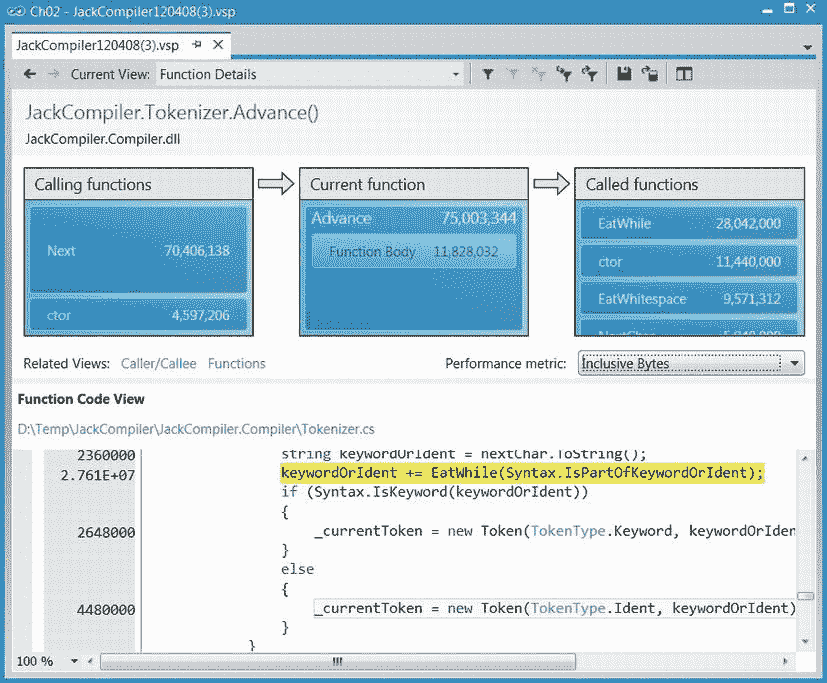 Ch02 - JackCompiler120408(3).vsp
JackCompiler120408(3).vsp
Current View: Function Details
JackCompiler.Tokenizer.Advance()
JackCompiler.Compiler.dll
Calling functions
Next 70,406,138
ctor 4,597,206
Current function
Advance 75,003,344
Function Body 11,828,032
Called functions
EatWhile 28,042,000
ctor 11,440,000
EatWhitespace 9,571,312
Related Views: Caller/Callee Functions
Performance metric: Inclusive Bytes
Function Code View
D:\Temp\JackCompiler\JackCompiler.Compiler\Tokenizer.cs
2360000 string keywordOrIdent = nextChar.ToString();
2.761E+07 keywordOrIdent += EatWhile(Syntax.IsPartOfKeywordOrIdent);
if (Syntax.IsKeyword(keywordOrIdent))
{
2648000 _currentToken = new Token(TokenType.Keyword, keywordOrIden
}
else
{
4480000 _currentToken = new Token(TokenType.Ident, keywordOrIdent)
}
}
100 %